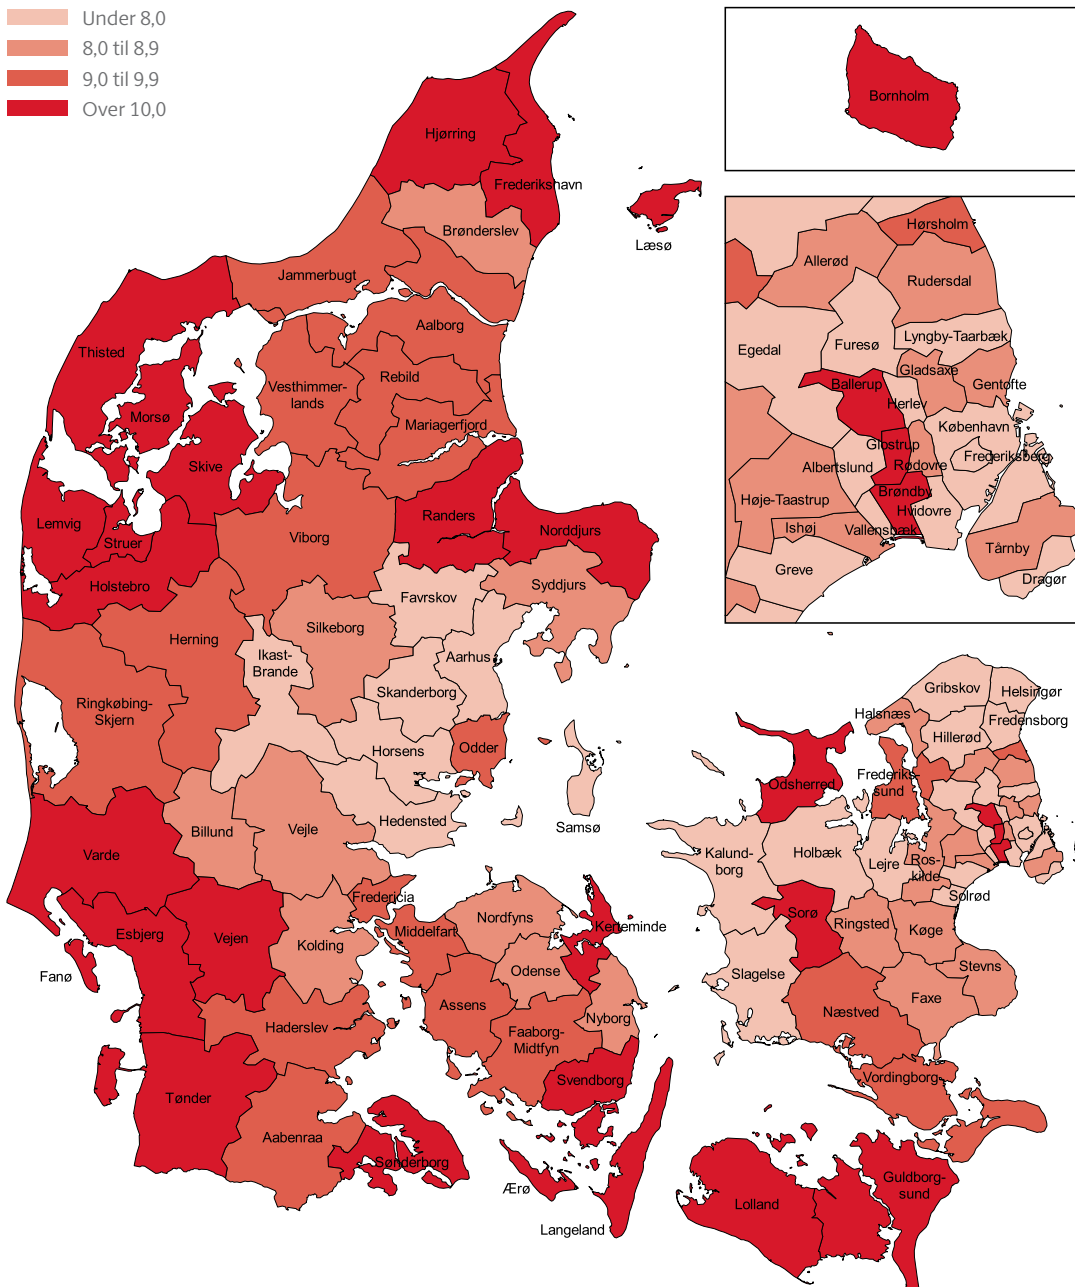 Under 8,0
8,0 til 8,9
9,0 til 9,9
Over 10,0
Bornholm
Hjørring
Frederikshavn
Brønderslev
Læsø
Jammerbugt
Aalborg
Thisted
Vesthimmer-
lands
Rebild
Morsø
Mariagerfjord
Skive
Lemvig
Struer
Holstebro
Viborg
Randers
Norddjurs
Syddjurs
Favrskov
Silkeborg
Herning
Ikast-
Brande
Aarhus
Skanderborg
Ringkøbing-
Skjern
Horsens
Odder
Hedensted
Samsø
Billund
Vejle
Varde
Fredericia
Esbjerg
Vejen
Kolding
Fanø
Haderslev
Tønder
Aabenraa
Sønderborg
Nordfyns
Middelfart
Kerteminde
Odense
Assens
Nyborg
Faaborg-
Midtfyn
Svendborg
Ærø
Langeland
Hørsholm
Allerød
Rudersdal
Egedal
Furesø
Lyngby-Taarbæk
Gladsaxe
Gentofte
Ballerup
Herlev
København
Glostrup
Frederiksberg
Albertslund
Rødovre
Høje-Taastrup
Brøndby
Hvidovre
Ishøj
Vallensbæk
Tårnby
Greve
Dragør
Gribskov
Helsingør
Halsnæs
Fredensborg
Hillerød
Odsherred
Frederiks-
sund
Kalund-
borg
Holbæk
Lejre
Ros-
kilde
Solrød
Sorø
Ringsted
Køge
Stevns
Slagelse
Faxe
Næstved
Vordingborg
Guldborg-
sund
Lolland